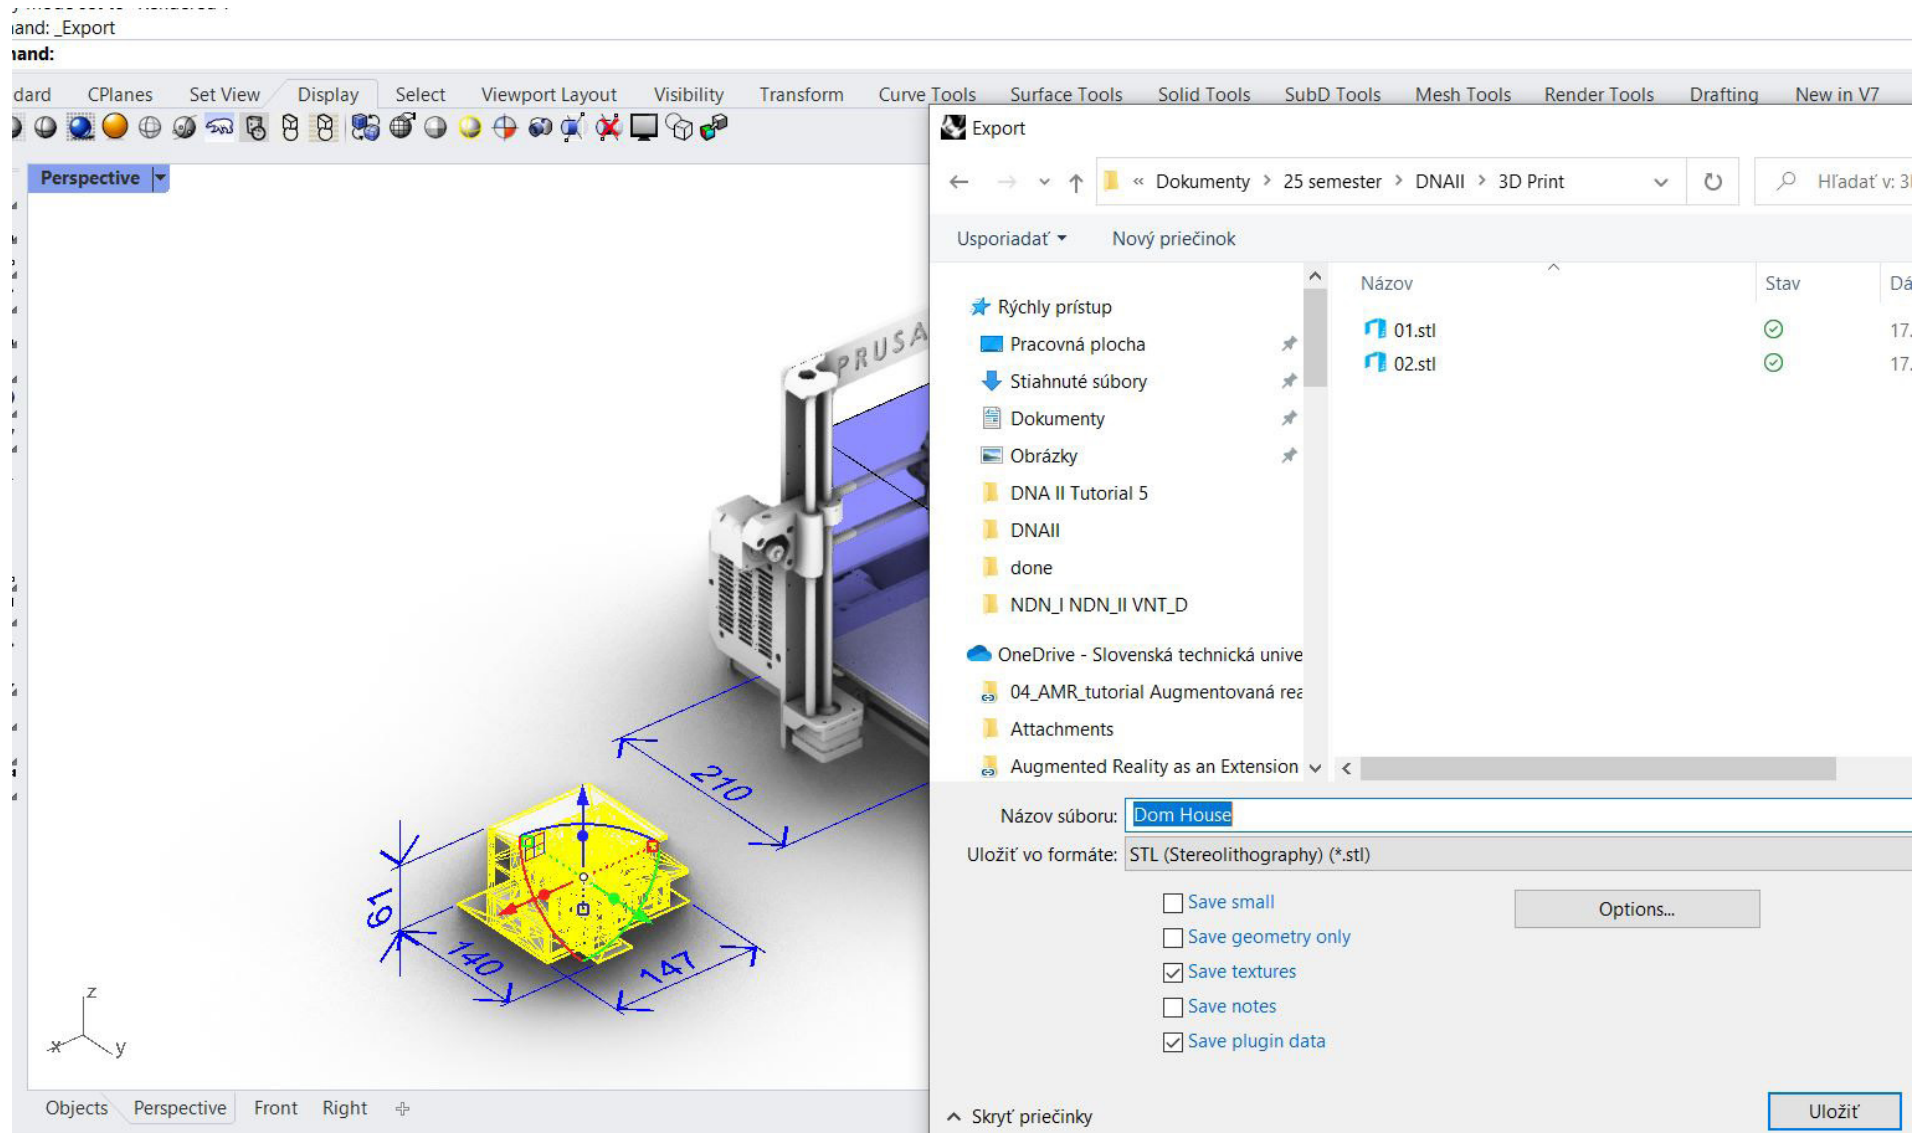 and: _Export
nand:
dard CPlanes Set View Display Select Viewport Layout Visibility Transform Curve Tools Surface Tools Solid Tools SubD Tools Mesh Tools Render Tools Drafting New in V7
Export
Perspective
« Dokumenty > 25 semester > DNAII > 3D Print
Hľadať v: 3
Usporiadať Nový priečinok
Názov Stav Dá
Rýchly prístup
Pracovná plocha
Stiahnuté súbory
Dokumenty
Obrázky
DNA II Tutorial 5
DNAII
done
NDN_I NDN_II VNT_D
OneDrive - Slovenská technická unive
04_AMR_tutorial Augmentovaná rea
Attachments
Augmented Reality as an Extension
01.stl 17.
02.stl 17.
PRUSA
210
61
140
147
z
x y
Názov súboru: Dom House
Uložiť vo formáte: STL (Stereolithography) (*.stl)
Save small
Options...
Save geometry only
Save textures
Save notes
Save plugin data
Objects Perspective Front Right
Skryť priečinky
Uložiť